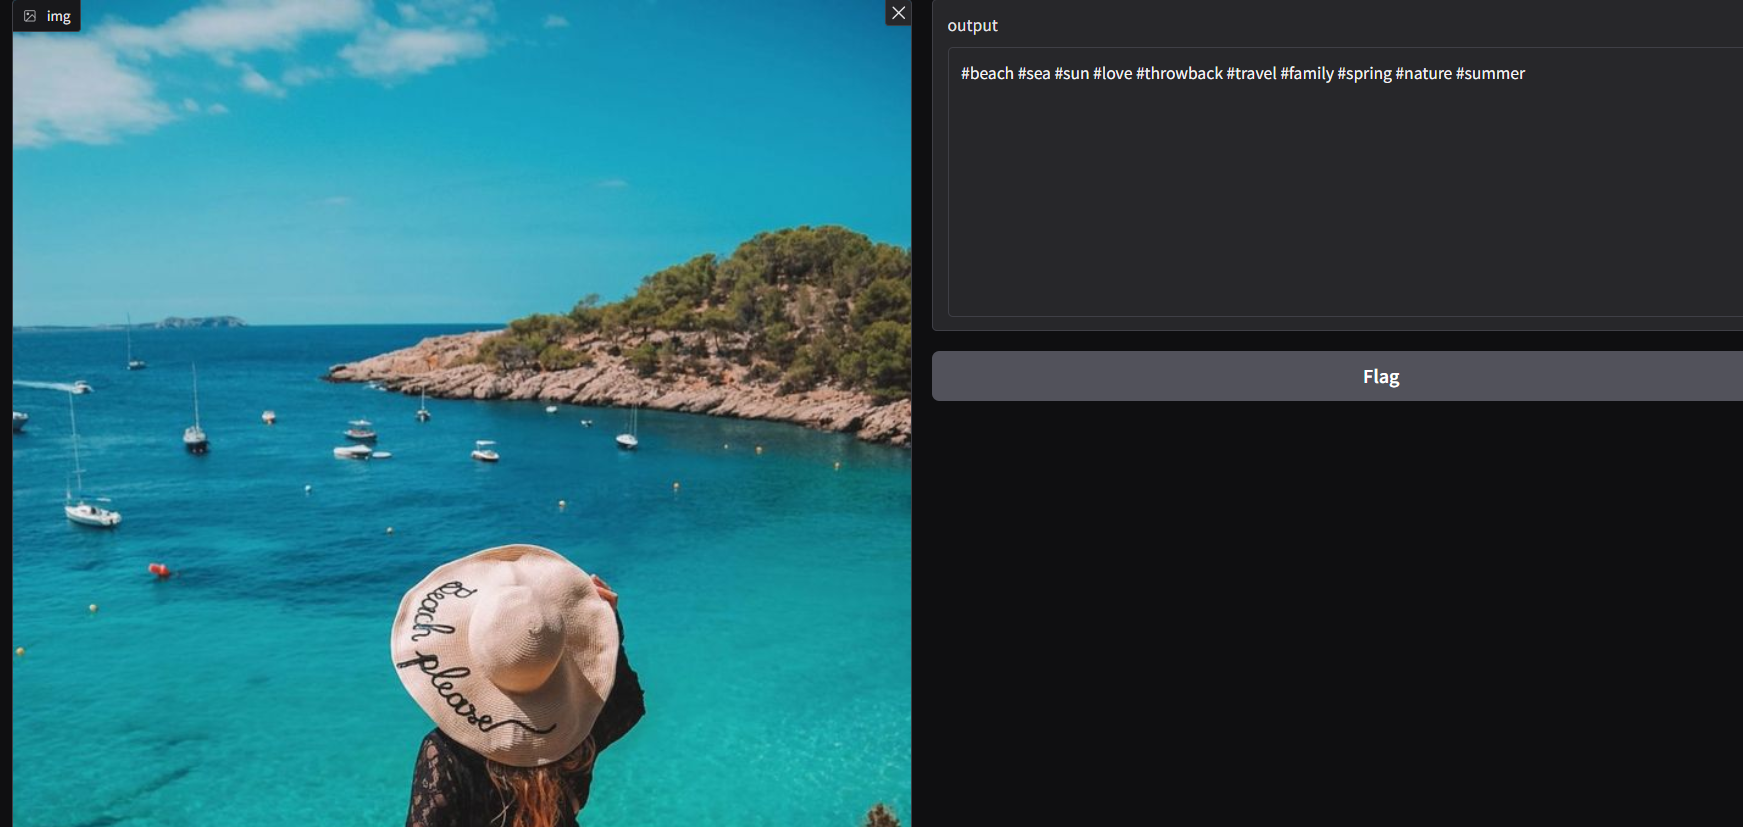 img
output
#beach #sea #sun #love #throwback #travel #family #spring #nature #summer
Flag
Beach please